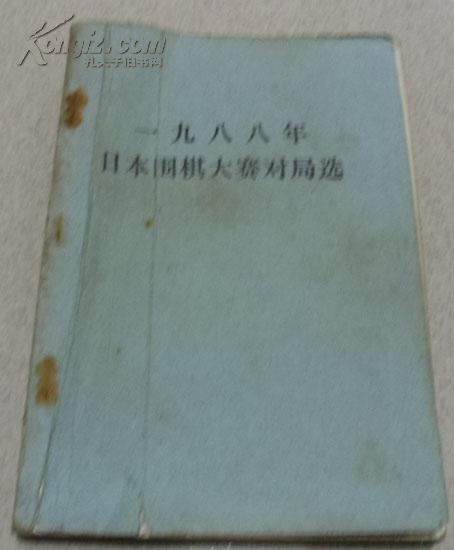 Kongfz.com
孔夫子旧书网
一九八八年
日本围棋大赛对局选